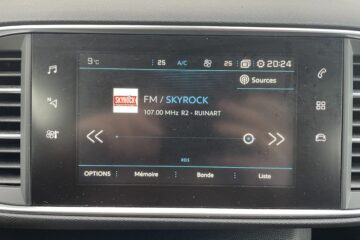 9°C 25 A/C 25 20:24
Sources
SKYROCK
FM / SKYROCK
107.00 MHz R2 - RUINART
RDS
OPTIONS Mémoire Bande Liste